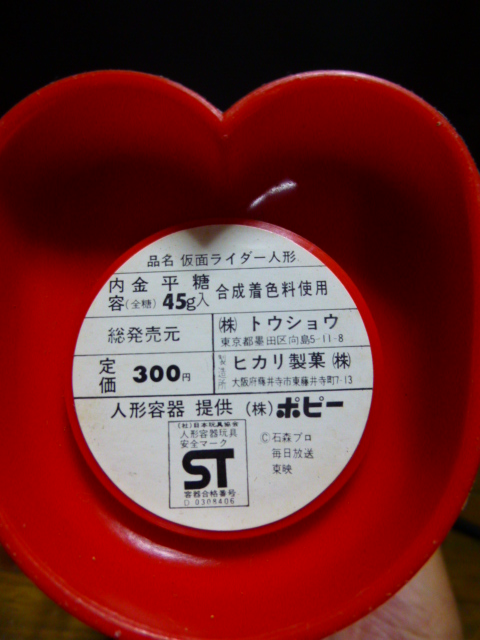 品名 仮面ライダー人形
内容 金平糖(全糖) 45g入 合成着色料使用
総発売元 (株) トウショウ
東京都墨田区向島5-11-8
定価 300円
製造所 ヒカリ製菓(株)
大阪府藤井寺市東藤井寺町7-13
人形容器 提供 (株) ポピー
(社)日本玩具協会
人形容器玩具
安全マーク
ST
容器合格番号
D-0308406
©石森プロ
毎日放送
東映